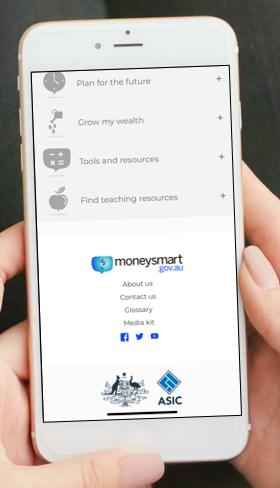 Plan for the future +
Grow my wealth +
Tools and resources +
Find teaching resources +
moneysmart
.gov.au
About us
Contact us
Glossary
Media kit
ASIC